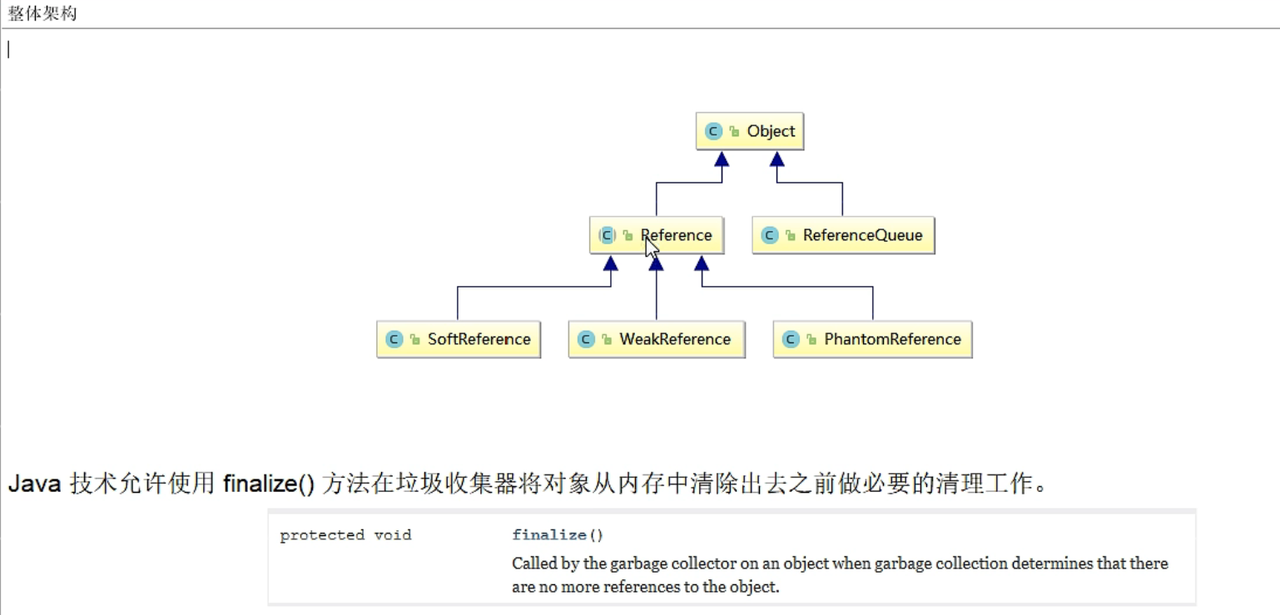 整体架构
C Object
C Reference
C ReferenceQueue
C SoftReference
C WeakReference
C PhantomReference
Java 技术允许使用 finalize() 方法在垃圾收集器将对象从内存中清除出去之前做必要的清理工作。
protected void finalize()
Called by the garbage collector on an object when garbage collection determines that there
are no more references to the object.